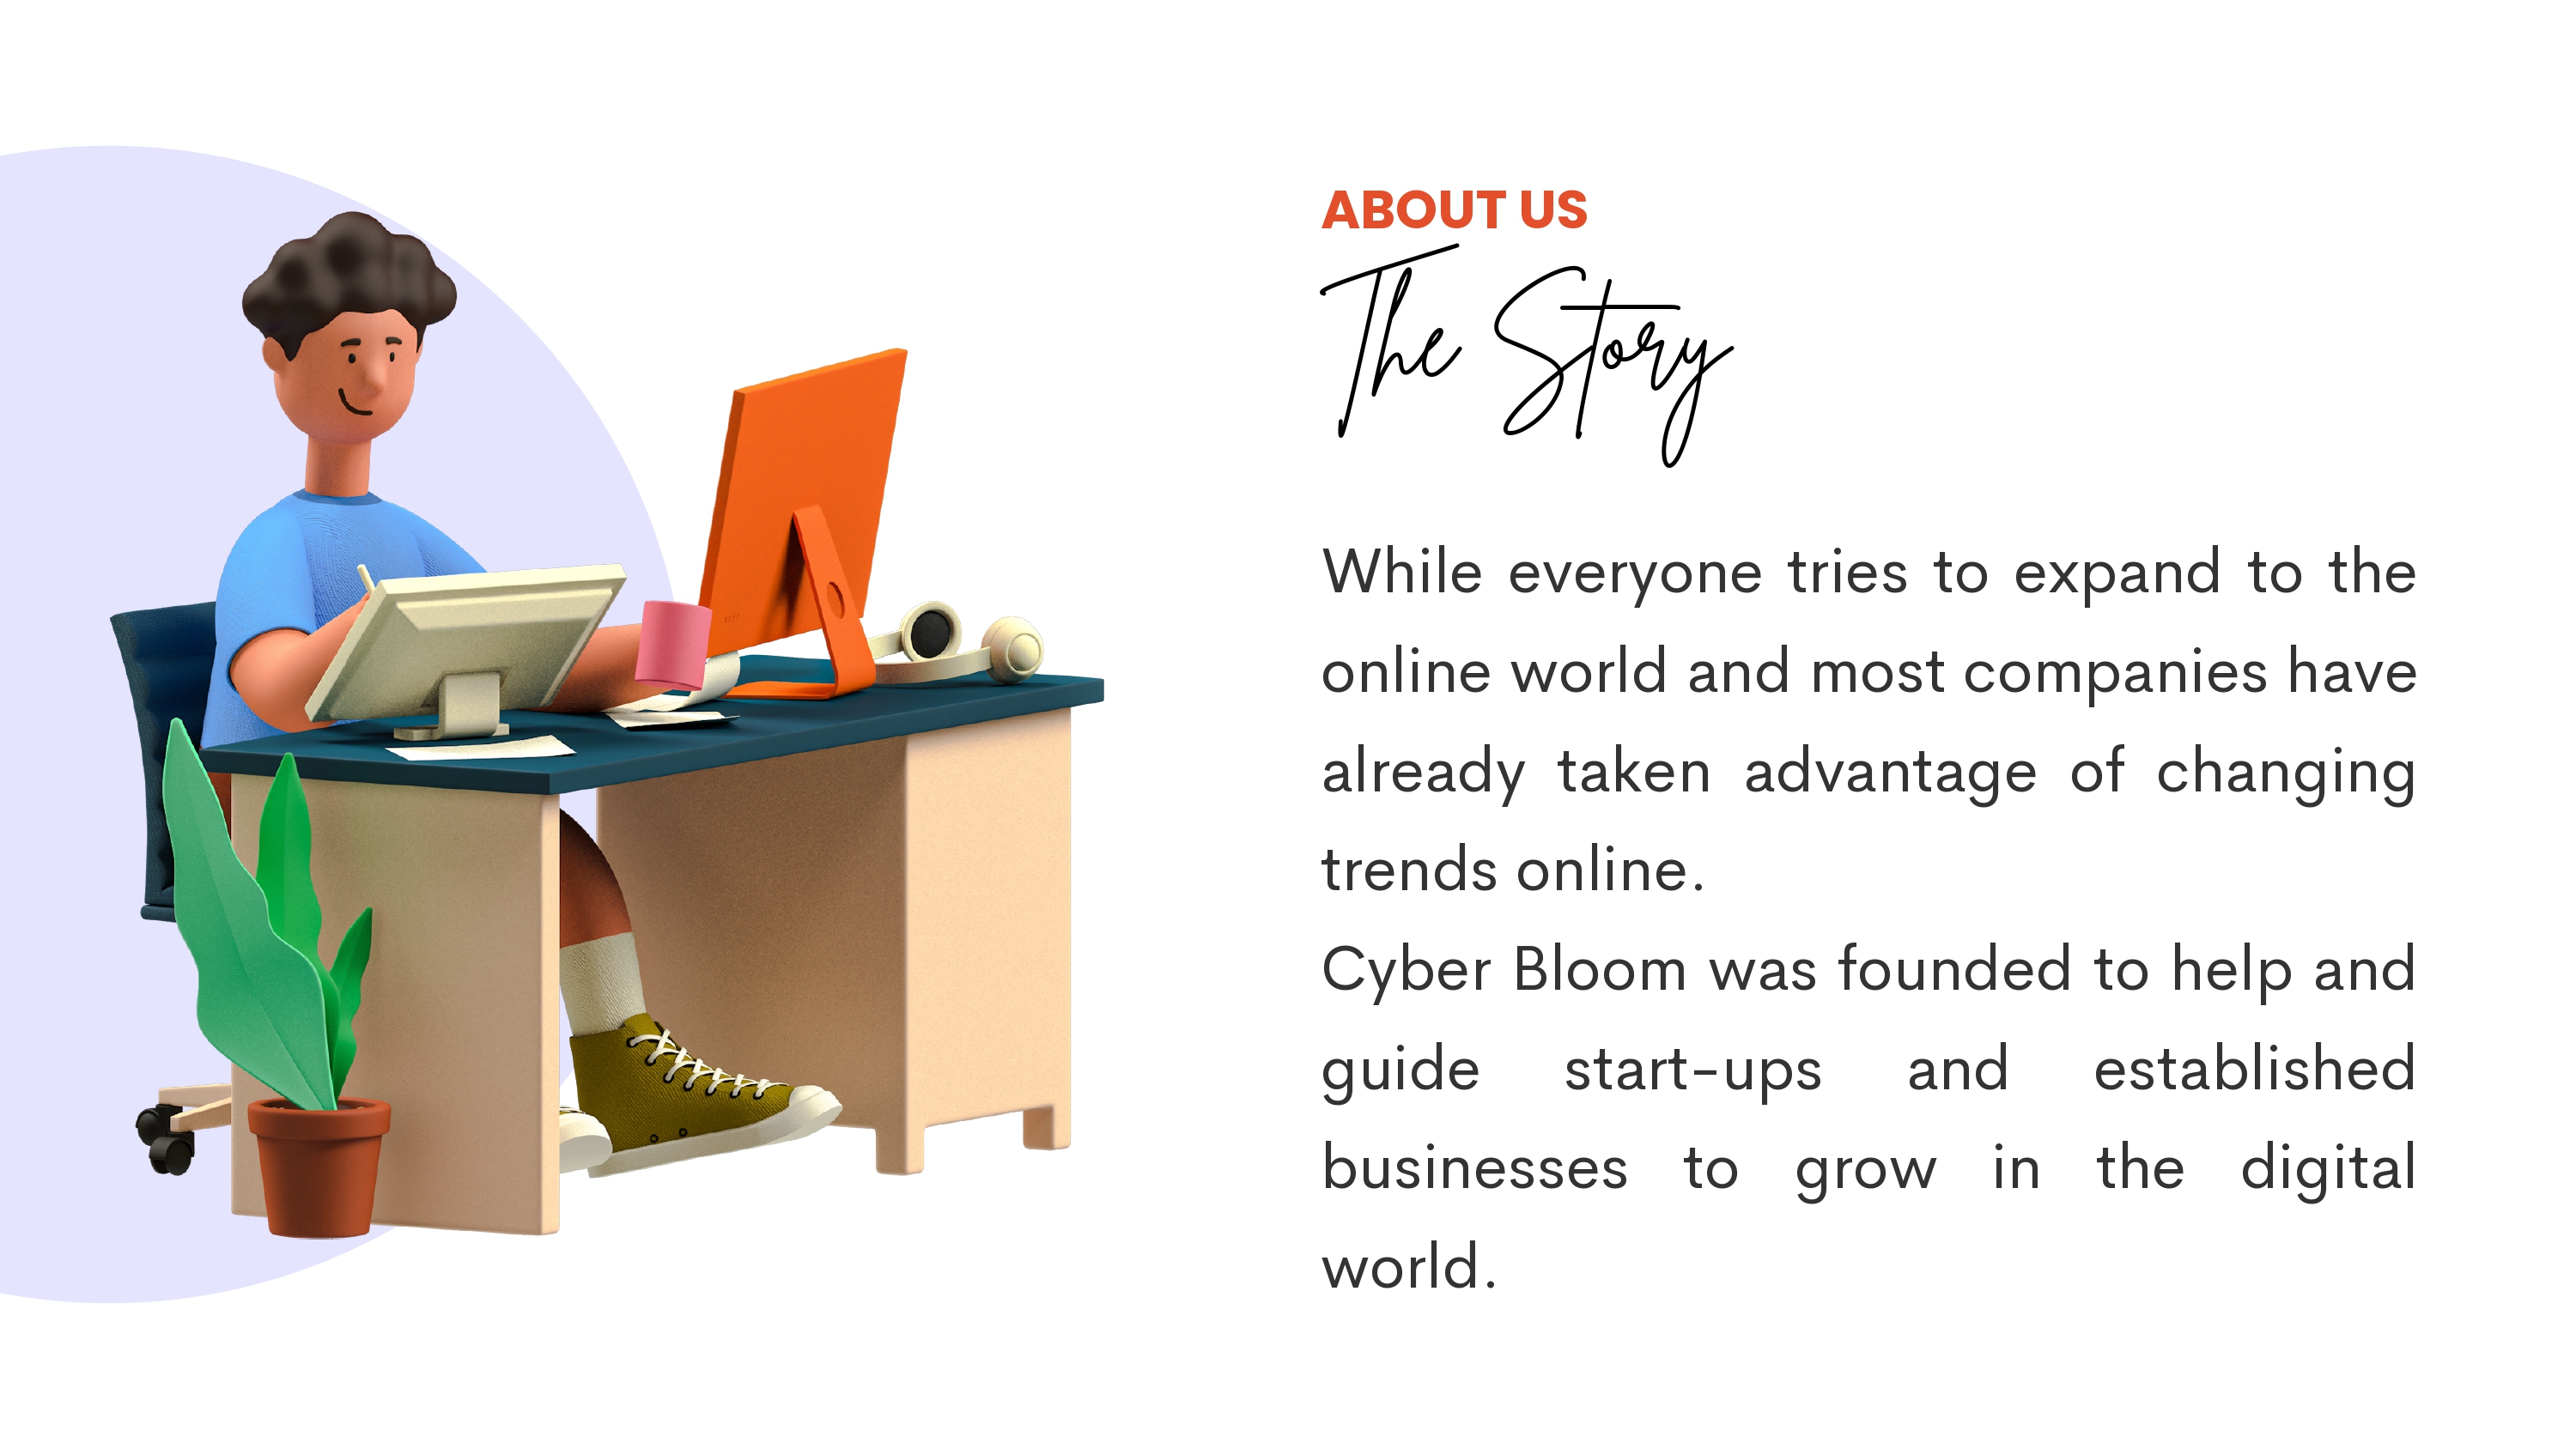 ABOUT US
The Story
While everyone tries to expand to the
online world and most companies have
already taken advantage of changing
trends online.
Cyber Bloom was founded to help and
guide start-ups and established
businesses to grow in the digital
world.